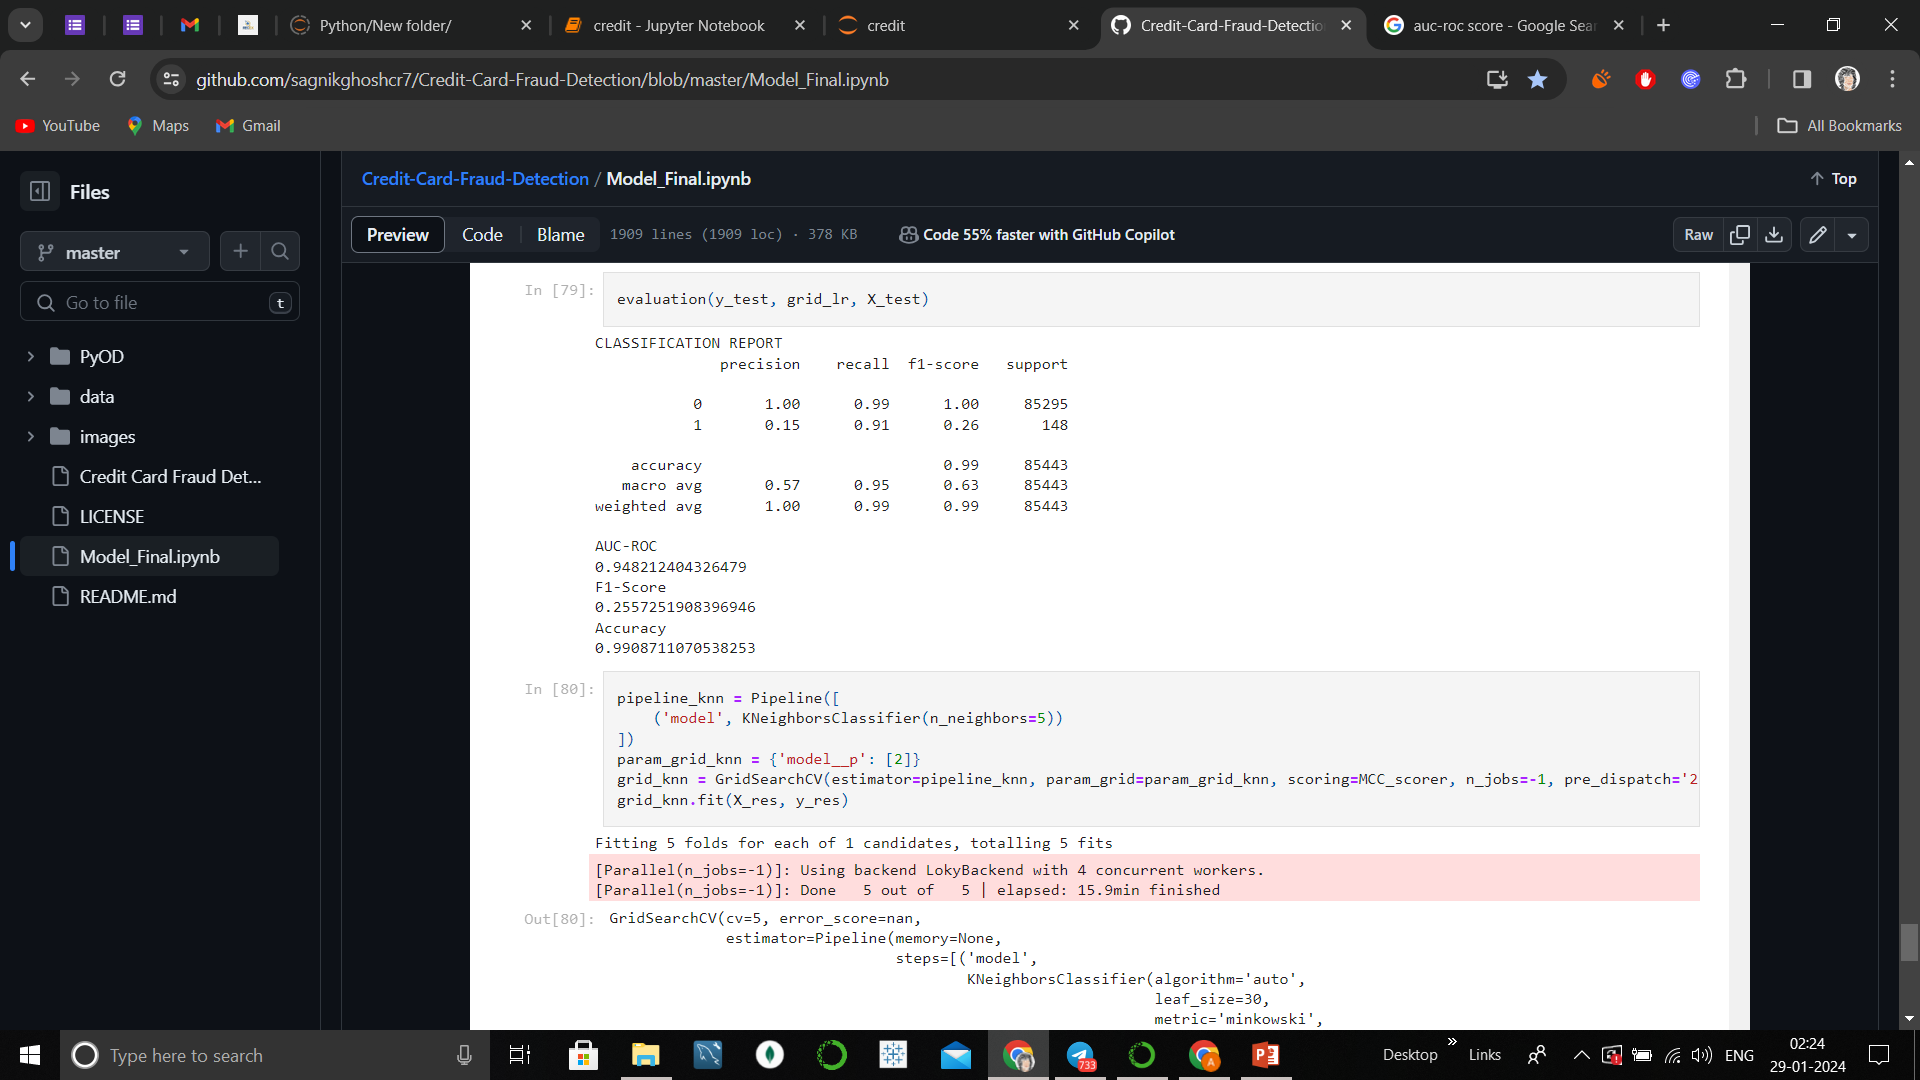 Python/New folder/
credit - Jupyter Notebook
credit
Credit-Card-Fraud-Detectio
auc-roc score - Google Sea
github.com/sagnikghoshcr7/Credit-Card-Fraud-Detection/blob/master/Model_Final.ipynb
YouTube
Maps
Gmail
All Bookmarks
Files
Credit-Card-Fraud-Detection / Model_Final.ipynb
Top
master
Preview
Code
Blame
1909 lines (1909 loc) · 378 KB
Code 55% faster with GitHub Copilot
Raw
Go to file
t
PyOD
data
images
Credit Card Fraud Det...
LICENSE
Model_Final.ipynb
README.md
In [79]:
evaluation(y_test, grid_lr, X_test)
CLASSIFICATION REPORT
precision recall f1-score support
0 1.00 0.99 1.00 85295
1 0.15 0.91 0.26 148
accuracy 0.99 85443
macro avg 0.57 0.95 0.63 85443
weighted avg 1.00 0.99 0.99 85443
AUC-ROC
0.948212404326479
F1-Score
0.2557251908396946
Accuracy
0.9908711070538253
In [80]:
pipeline_knn = Pipeline([
('model', KNeighborsClassifier(n_neighbors=5))
])
param_grid_knn = {'model__p': [2]}
grid_knn = GridSearchCV(estimator=pipeline_knn, param_grid=param_grid_knn, scoring=MCC_scorer, n_jobs=-1, pre_dispatch='2
grid_knn.fit(X_res, y_res)
Fitting 5 folds for each of 1 candidates, totalling 5 fits
[Parallel(n_jobs=-1)]: Using backend LokyBackend with 4 concurrent workers.
[Parallel(n_jobs=-1)]: Done 5 out of 5 | elapsed: 15.9min finished
Out[80]:
GridSearchCV(cv=5, error_score=nan,
estimator=Pipeline(memory=None,
steps=[('model',
KNeighborsClassifier(algorithm='auto',
leaf_size=30,
metric='minkowski',
Type here to search
733
A
Desktop
Links
ENG
02:24
29-01-2024